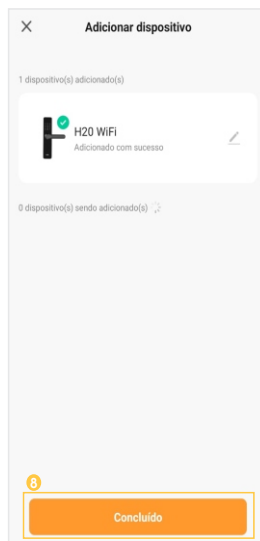 Adicionar dispositivo
1 dispositivo(s) adicionado(s)
H20 WiFi
Adicionado com sucesso
0 dispositivo(s) sendo adicionado(s)
8
Concluído